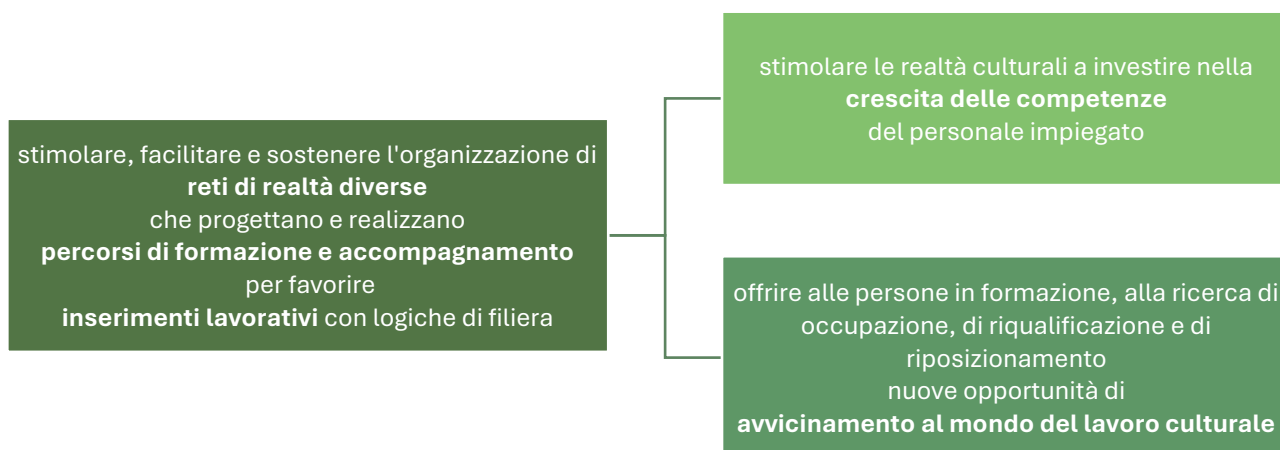 stimolare, facilitare e sostenere l'organizzazione di
reti di realtà diverse
che progettano e realizzano
percorsi di formazione e accompagnamento
per favorire
inserimenti lavorativi con logiche di filiera
stimolare le realtà culturali a investire nella
crescita delle competenze
del personale impiegato
offrire alle persone in formazione, alla ricerca di
occupazione, di riqualificazione e di
riposizionamento
nuove opportunità di
avvicinamento al mondo del lavoro culturale